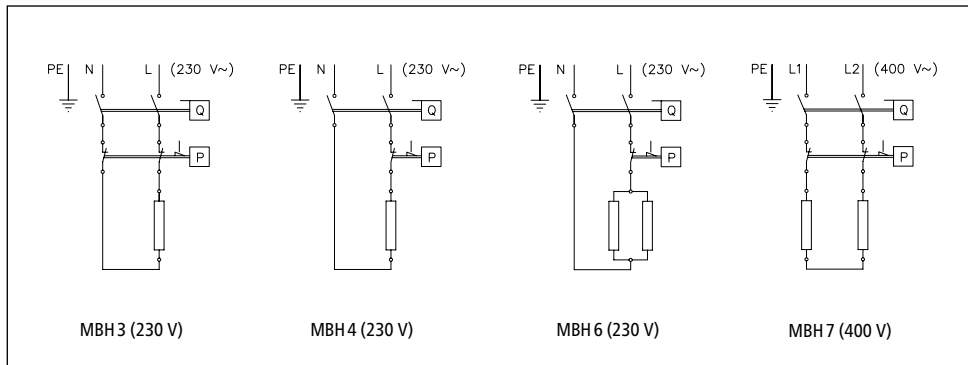 PE N L (230 V~)
Q
P
MBH 3 (230 V)
PE N L (230 V~)
Q
P
MBH 4 (230 V)
PE N L (230 V~)
Q
P
MBH 6 (230 V)
PE L1 L2 (400 V~)
Q
P
MBH 7 (400 V)